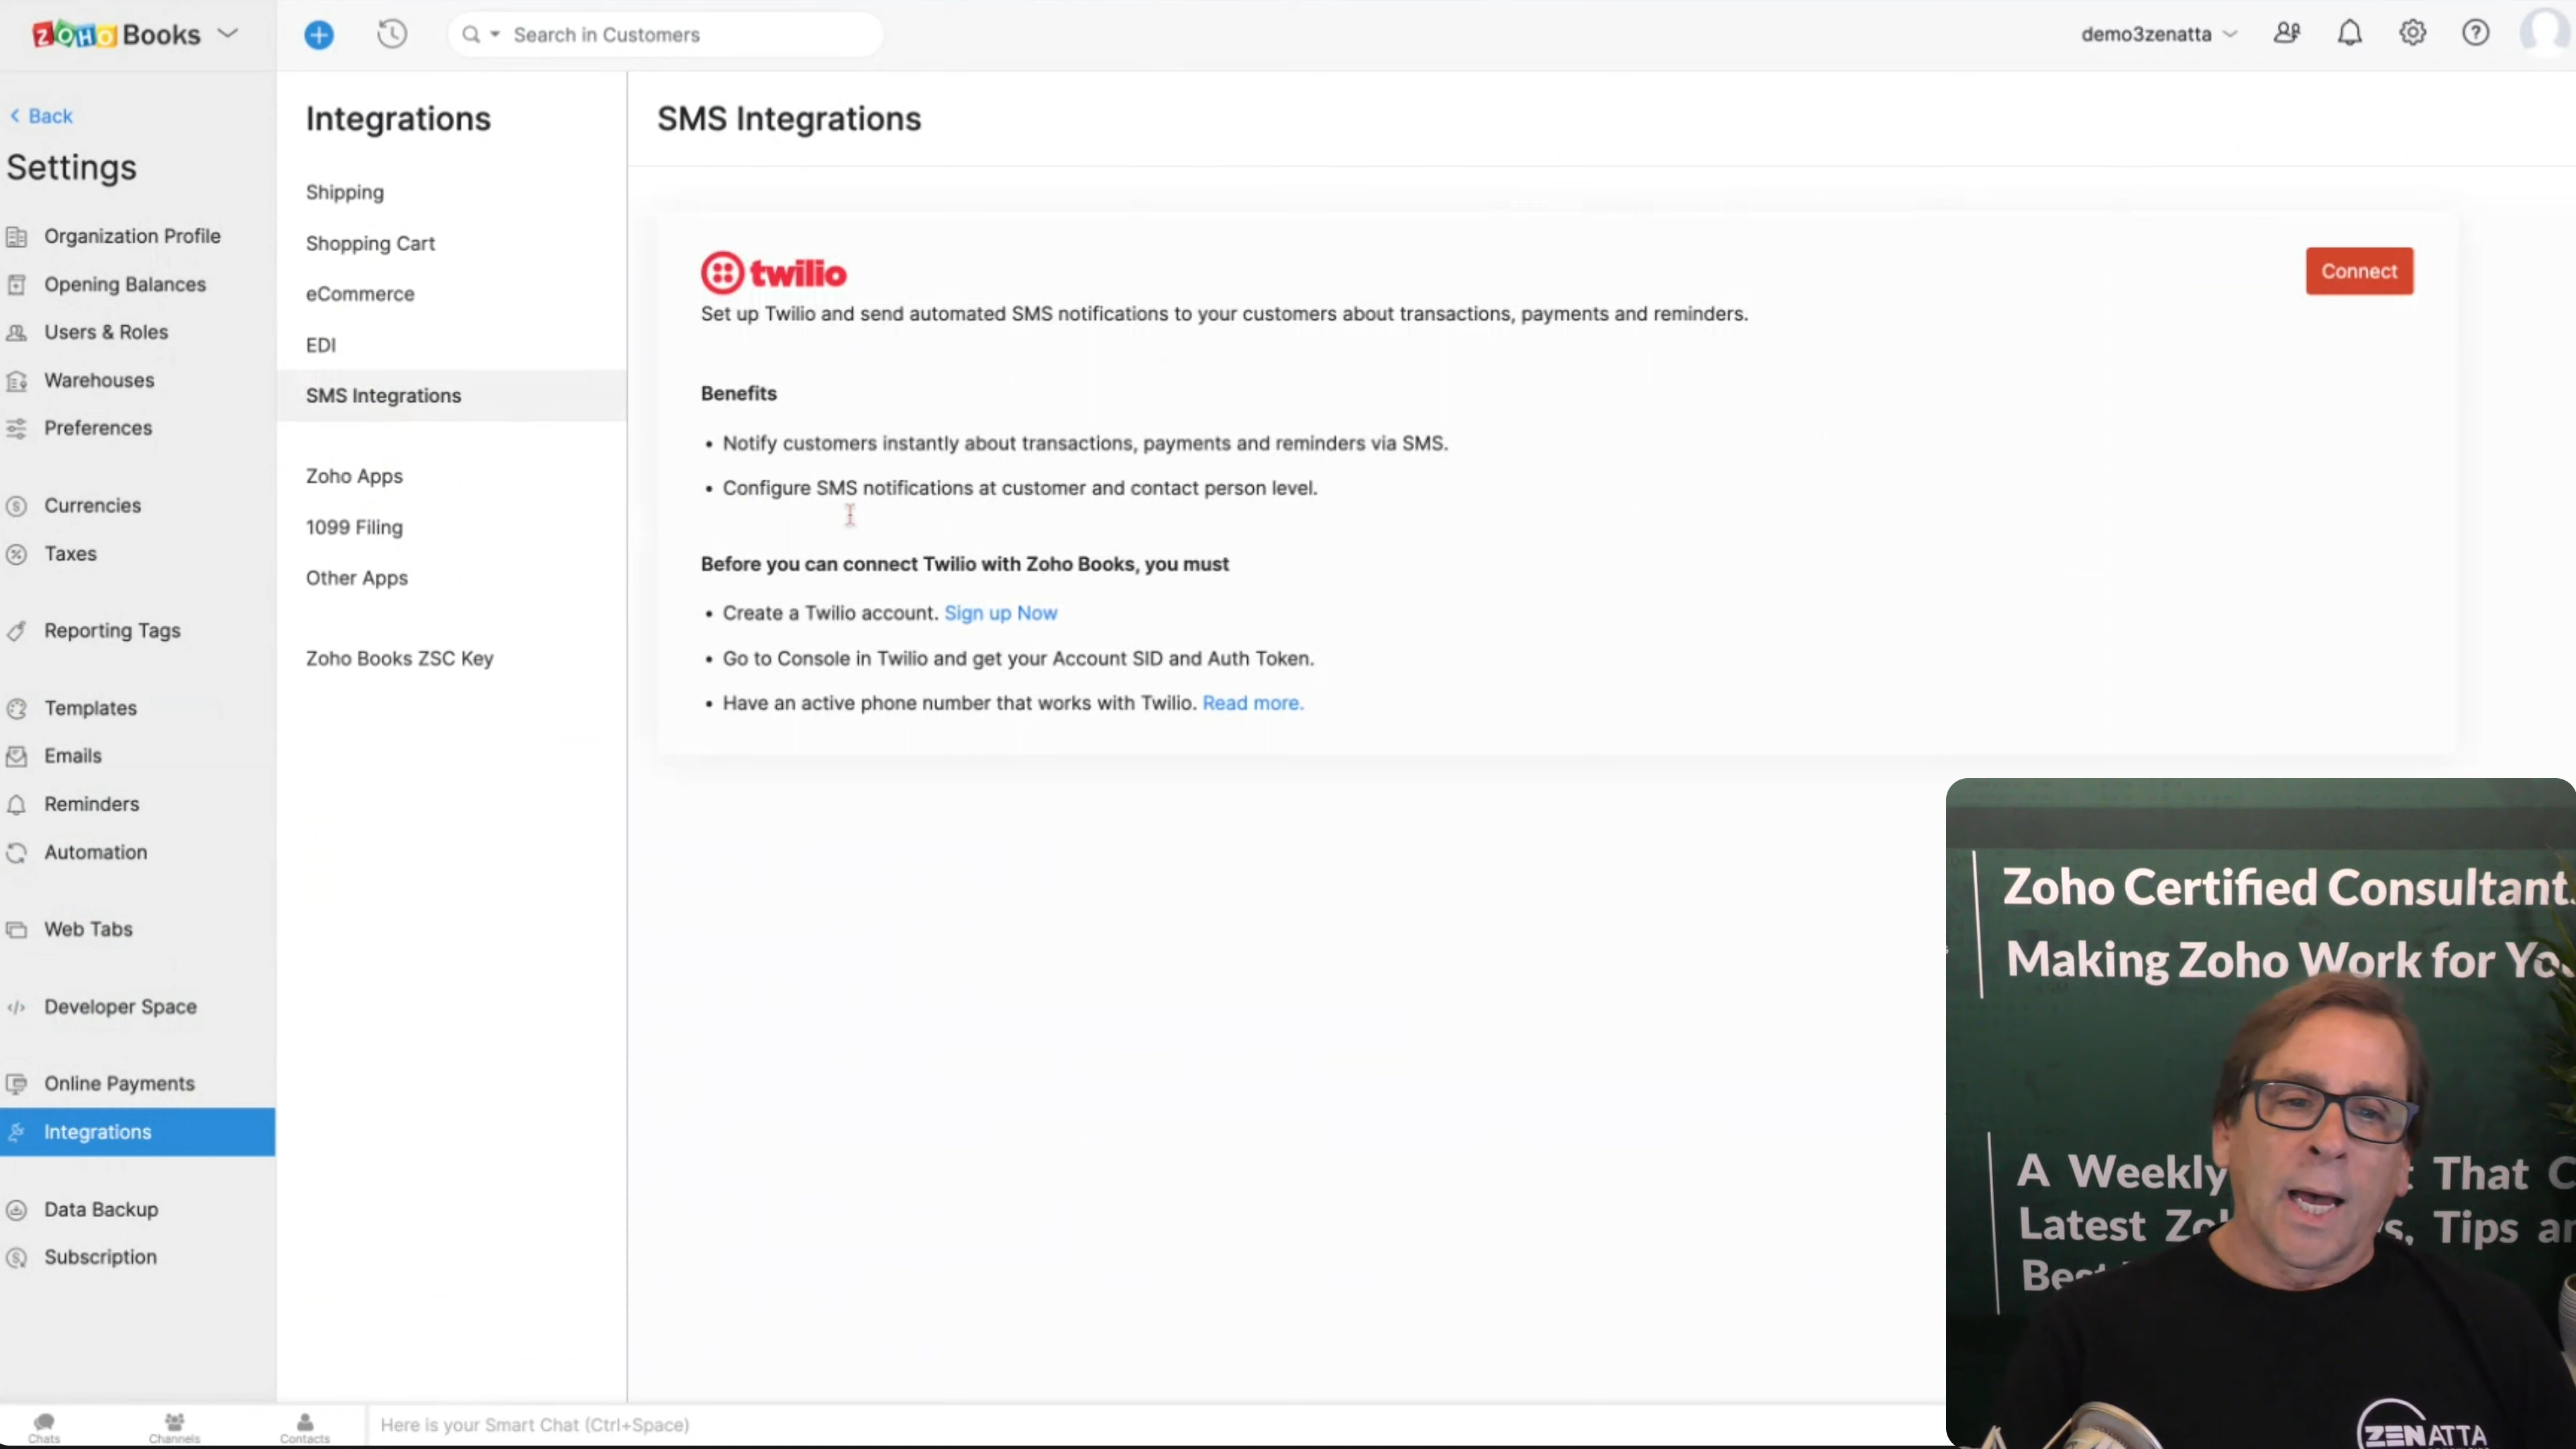 ZOHO Books
Search in Customers
demo3zenatta
Back
Settings
Organization Profile
Opening Balances
Users & Roles
Warehouses
Preferences
Currencies
Taxes
Reporting Tags
Templates
Emails
Reminders
Automation
Web Tabs
Developer Space
Online Payments
Integrations
Data Backup
Subscription
Integrations
Shipping
Shopping Cart
eCommerce
EDI
SMS Integrations
Zoho Apps
1099 Filing
Other Apps
Zoho Books ZSC Key
SMS Integrations
twilio
Connect
Set up Twilio and send automated SMS notifications to your customers about transactions, payments and reminders.
Benefits
• Notify customers instantly about transactions, payments and reminders via SMS.
• Configure SMS notifications at customer and contact person level.
Before you can connect Twilio with Zoho Books, you must
• Create a Twilio account. Sign up Now
• Go to Console in Twilio and get your Account SID and Auth Token.
• Have an active phone number that works with Twilio. Read more.
Zoho Certified Consultant
Making Zoho Work for
A Weekly That
Latest Tips
ZENATTA
Chats
Channels
Contacts
Here is your Smart Chat (Ctrl+Space)